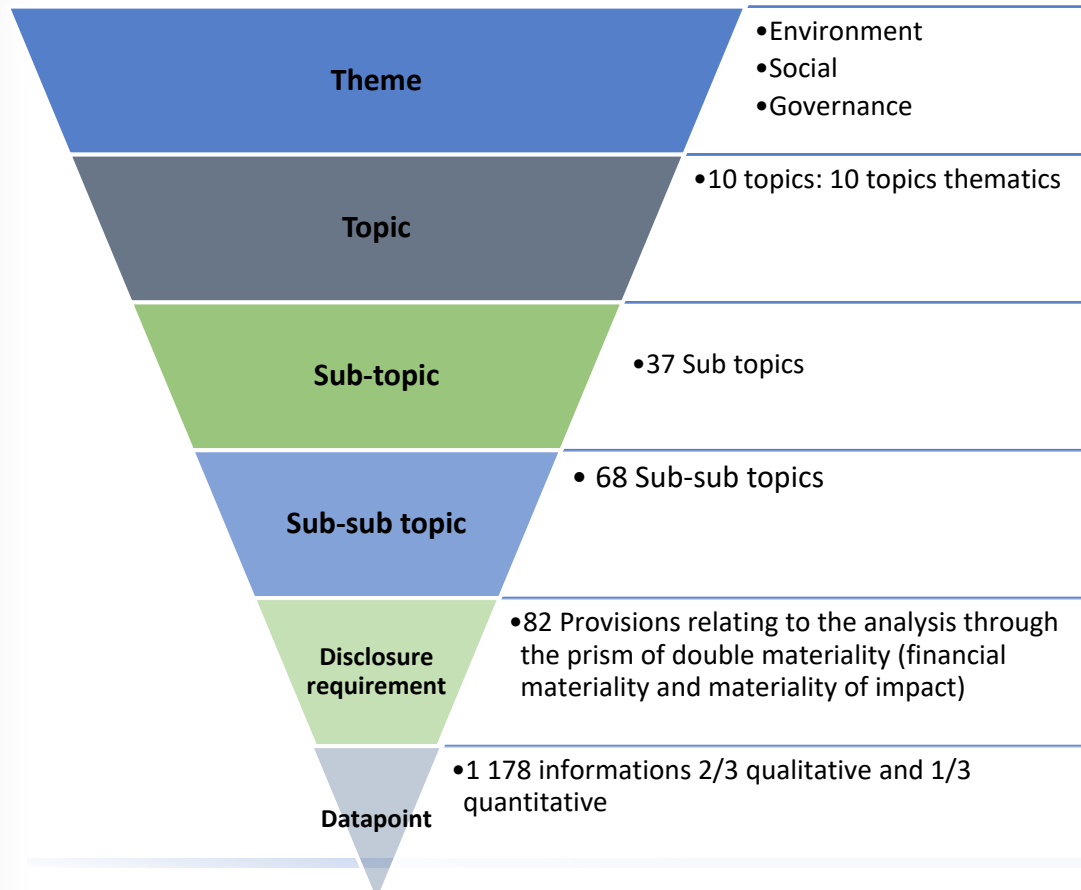 Theme
•Environment
•Social
•Governance
Topic
•10 topics: 10 topics thematics
Sub-topic
•37 Sub topics
Sub-sub topic
• 68 Sub-sub topics
Disclosure
requirement
•82 Provisions relating to the analysis through
the prism of double materiality (financial
materiality and materiality of impact)
Datapoint
•1 178 informations 2/3 qualitative and 1/3
quantitative